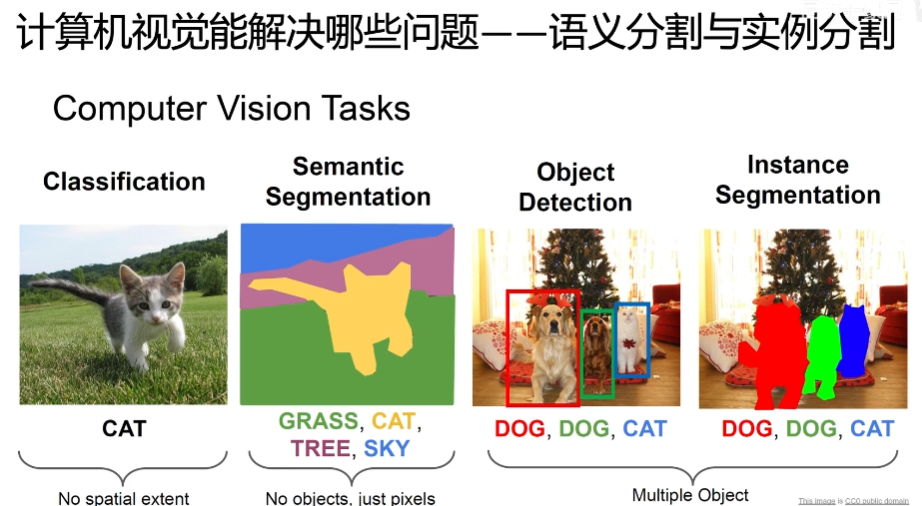 计算机视觉能解决哪些问题——语义分割与实例分割
Computer Vision Tasks
Classification
Semantic
Segmentation
Object
Detection
Instance
Segmentation
CAT
GRASS, CAT,
TREE, SKY
DOG, DOG, CAT
DOG, DOG, CAT
No spatial extent
No objects, just pixels
Multiple Object
This image is CC0 public domain